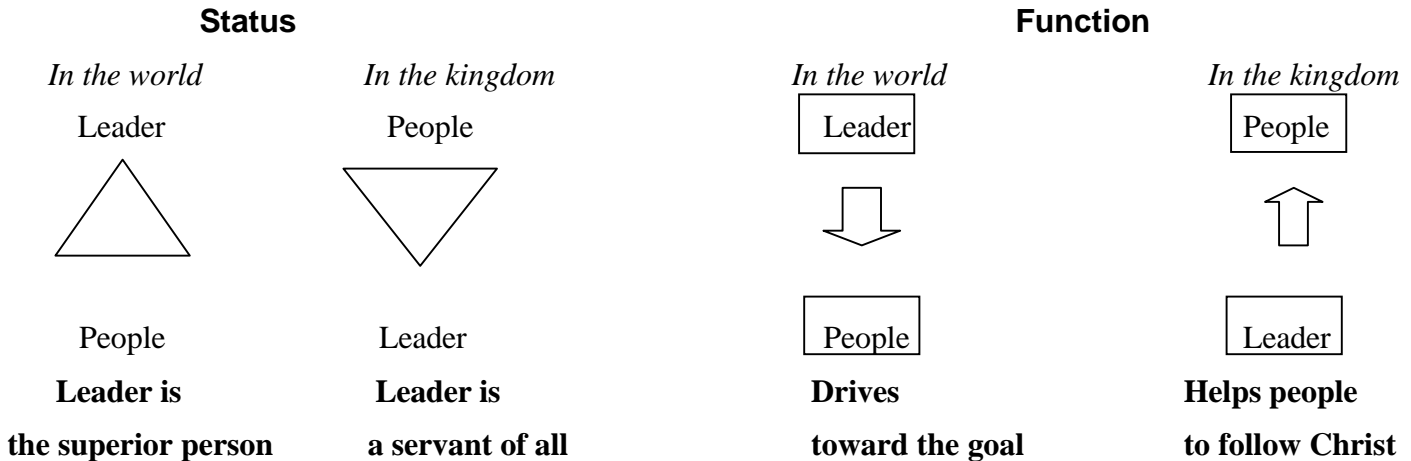 Status Function
In the world In the kingdom In the world In the kingdom
Leader People Leader People
People Leader People Leader
Leader is Leader is Drives Helps people
the superior person a servant of all toward the goal to follow Christ